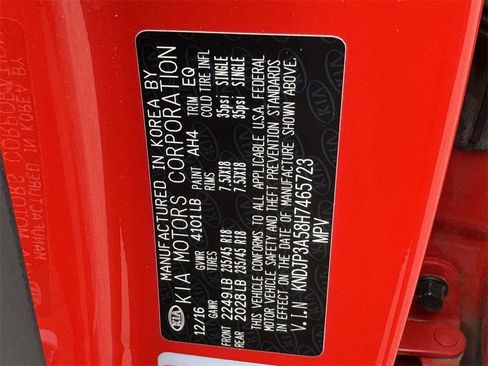 MANUFACTURED IN KOREA BY
KIA KIA MOTORS CORPORATION
12/16 GVWR 4101LB PAINT AH4 TRIM EQ
GAWR TIRES RIMS COLD TIRE INFL
FRONT 2249LB 235/45 R18 7.5JX18 35psi SINGLE
REAR 2028LB 235/45 R18 7.5JX18 35psi SINGLE
THIS VEHICLE CONFORMS TO ALL APPLICABLE U.S.A. FEDERAL
MOTOR VEHICLE SAFETY AND THEFT PREVENTION STANDARDS
IN EFFECT ON THE DATE OF MANUFACTURE SHOWN ABOVE.
V.I.N KNDJP3A58H7465723
MPV